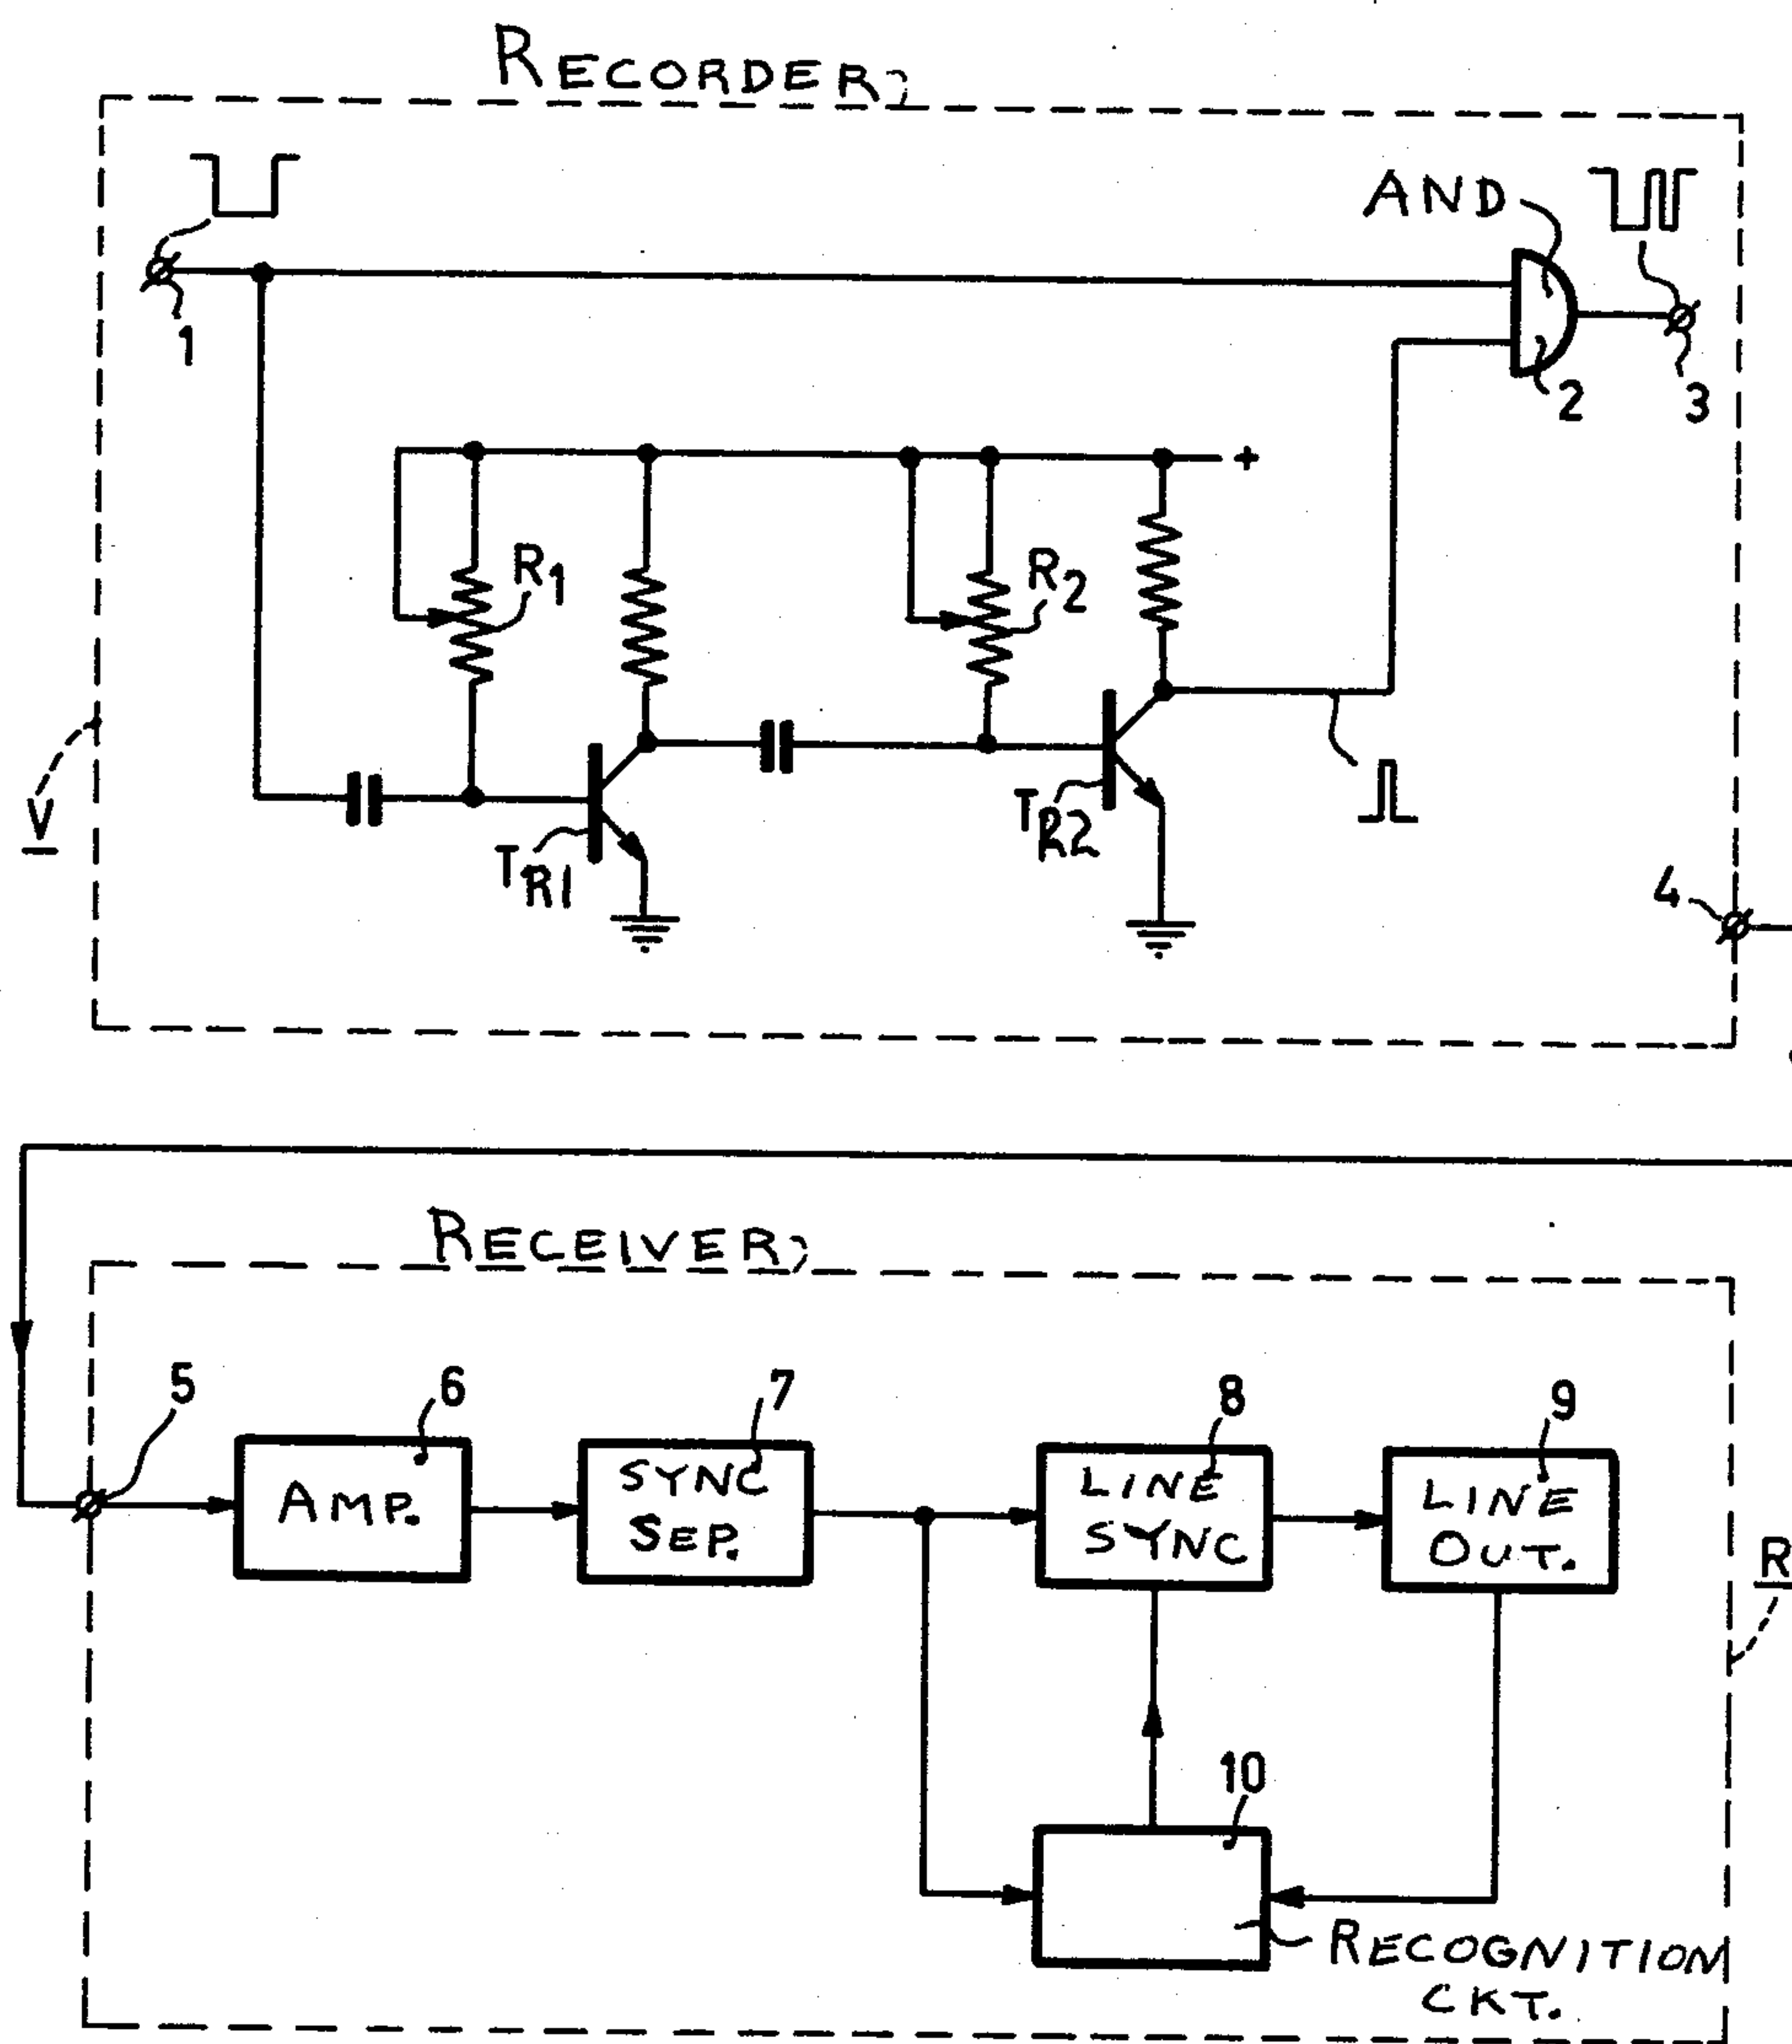 RECORDER
AND
1
2
3
+
R1
R2
TR1
TR2
V
4
RECEIVER
5
6
7
8
9
AMP.
SYNC
SEP.
LINE
SYNC
LINE
OUT.
R
10
RECOGNITION
CKT.